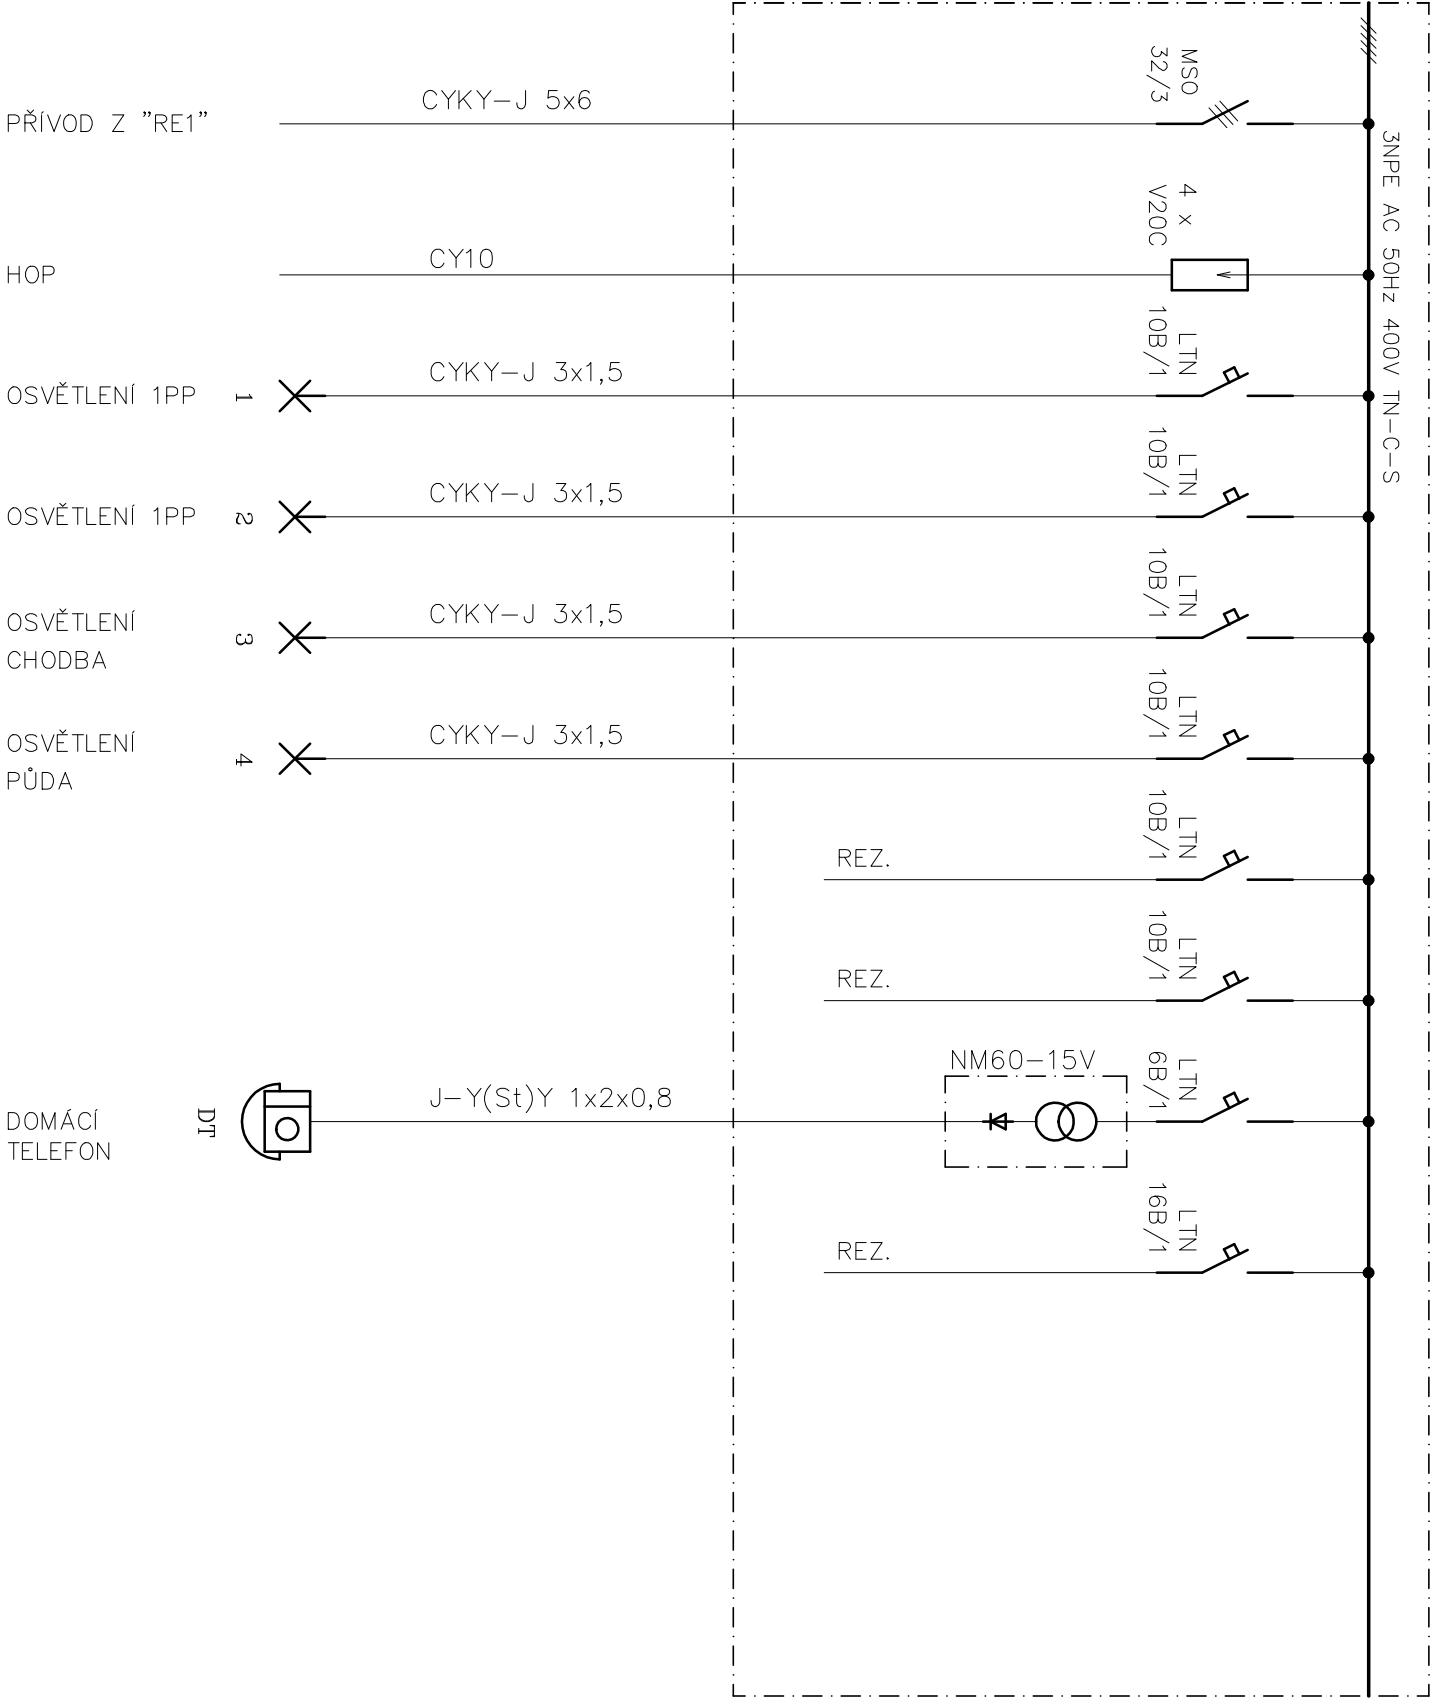 3NPE AC 50Hz 400V TN-C-S
PŘÍVOD Z "RE1"
CYKY-J 5x6
MSO
32/3
HOP
CY10
4 x
V20C
OSVĚTLENÍ 1PP
1
CYKY-J 3x1,5
LTN
10B/1
OSVĚTLENÍ 1PP
2
CYKY-J 3x1,5
LTN
10B/1
OSVĚTLENÍ
CHODBA
3
CYKY-J 3x1,5
LTN
10B/1
OSVĚTLENÍ
PŮDA
4
CYKY-J 3x1,5
LTN
10B/1
REZ.
LTN
10B/1
REZ.
LTN
10B/1
DOMÁCÍ
TELEFON
DT
J-Y(St)Y 1x2x0,8
NM60-15V
LTN
6B/1
REZ.
LTN
16B/1